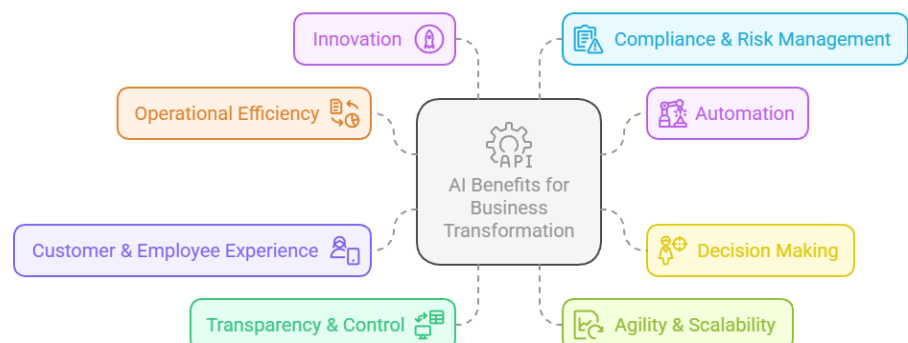 Innovation
Compliance & Risk Management
Operational Efficiency
Automation
API
AI Benefits for
Business
Transformation
Customer & Employee Experience
Decision Making
Transparency & Control
Agility & Scalability